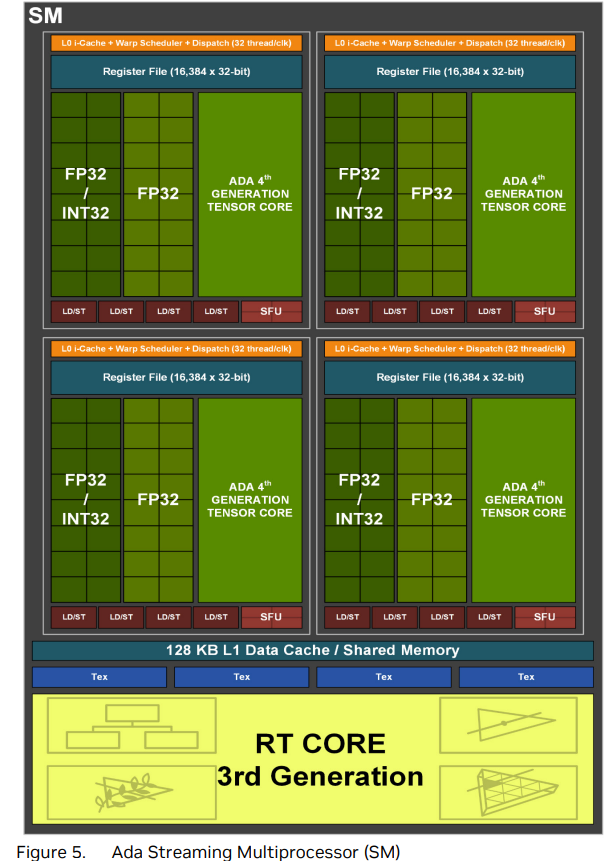 SM
L0 i-Cache + Warp Scheduler + Dispatch (32 thread/clk)
Register File (16,384 x 32-bit)
FP32
/
INT32
FP32
ADA 4th
GENERATION
TENSOR CORE
LD/ST LD/ST LD/ST LD/ST SFU
L0 i-Cache + Warp Scheduler + Dispatch (32 thread/clk)
Register File (16,384 x 32-bit)
FP32
/
INT32
FP32
ADA 4th
GENERATION
TENSOR CORE
LD/ST LD/ST LD/ST LD/ST SFU
L0 i-Cache + Warp Scheduler + Dispatch (32 thread/clk)
Register File (16,384 x 32-bit)
FP32
/
INT32
FP32
ADA 4th
GENERATION
TENSOR CORE
LD/ST LD/ST LD/ST LD/ST SFU
L0 i-Cache + Warp Scheduler + Dispatch (32 thread/clk)
Register File (16,384 x 32-bit)
FP32
/
INT32
FP32
ADA 4th
GENERATION
TENSOR CORE
LD/ST LD/ST LD/ST LD/ST SFU
128 KB L1 Data Cache / Shared Memory
Tex Tex Tex Tex
RT CORE
3rd Generation
Figure 5. Ada Streaming Multiprocessor (SM)